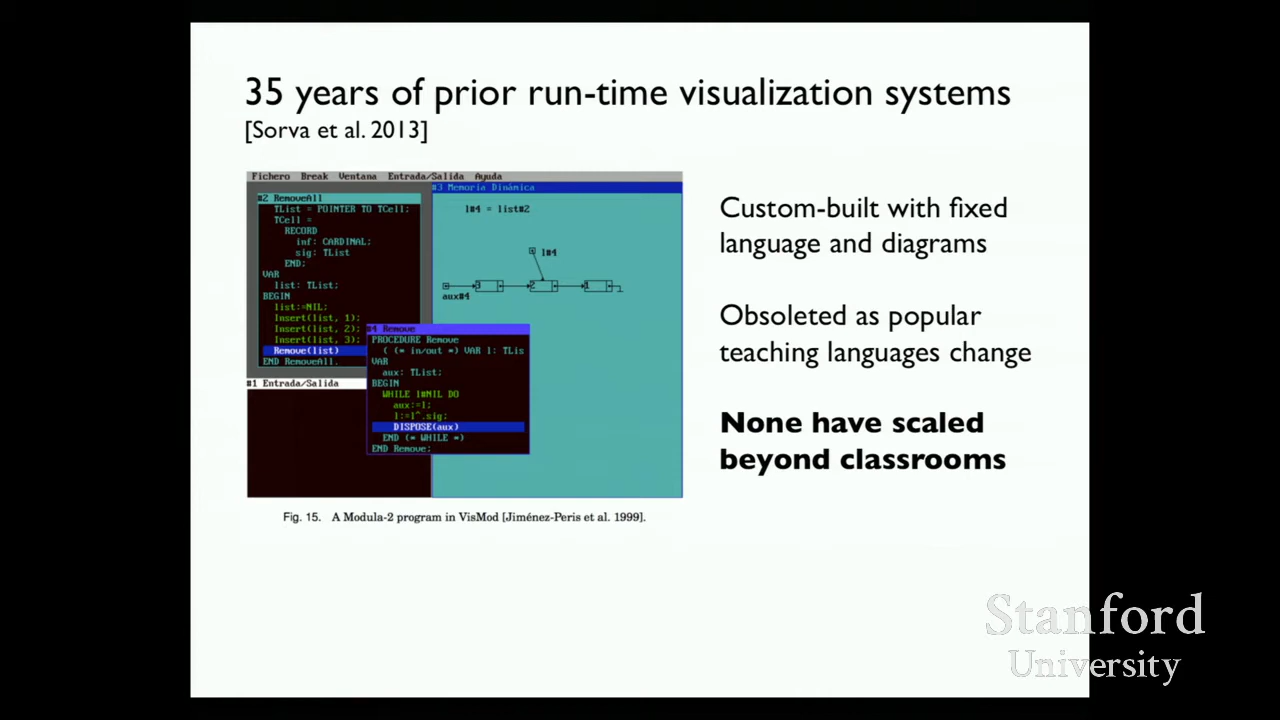 35 years of prior run-time visualization systems
[Sorva et al. 2013]
Fichero Break Ventana Entrada/Salida Ayuda
#2 RemoveAll
TList = POINTER TO TCell;
TCell =
RECORD
inf: CARDINAL;
sig: TList
END;
VAR
list: TList;
BEGIN
list:=NIL;
Insert(list, 1);
Insert(list, 2);
Insert(list, 3);
Remove(list)
END RemoveAll.
#1 Entrada/Salida
#3 Memoria Dinámica
l#4 = list#2
l#4
3 2 1
aux#4
#4 Remove
PROCEDURE Remove
( (* in/out *) VAR l: TLis
VAR
aux: TList;
BEGIN
WHILE l#NIL DO
aux:=l;
l:=l^.sig;
DISPOSE(aux)
END (* WHILE *)
END Remove;
Fig. 15. A Modula-2 program in VisMod [Jiménez-Peris et al. 1999].
Custom-built with fixed
language and diagrams
Obsoleted as popular
teaching languages change
None have scaled
beyond classrooms
Stanford
University